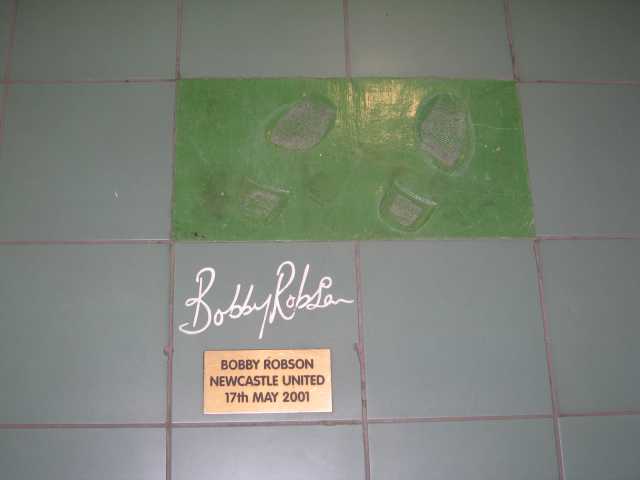 Bobby Robson
BOBBY ROBSON
NEWCASTLE UNITED
17th MAY 2001